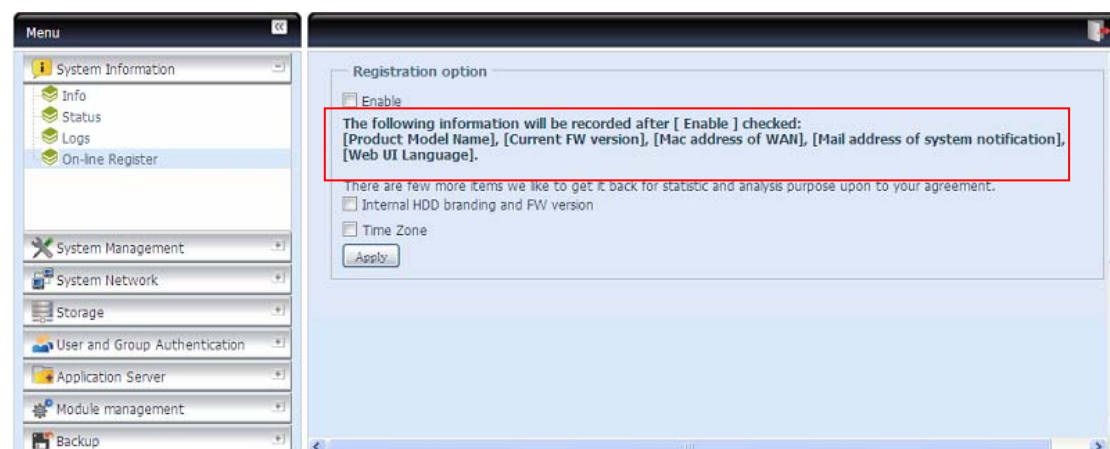 Menu
System Information
Info
Status
Logs
On-line Register
System Management
System Network
Storage
User and Group Authentication
Application Server
Module management
Backup
Registration option
Enable
The following information will be recorded after [ Enable ] checked:
[Product Model Name], [Current FW version], [Mac address of WAN], [Mail address of system notification],
[Web UI Language].
There are few more items we like to get it back for statistic and analysis purpose upon to your agreement.
Internal HDD branding and FW version
Time Zone
Apply